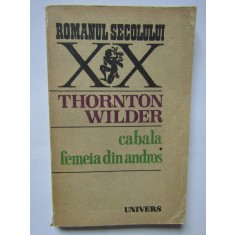 ROMANUL SECOLULUI
XX
THORNTON
WILDER
cabala
femeia din andros
UNIVERS